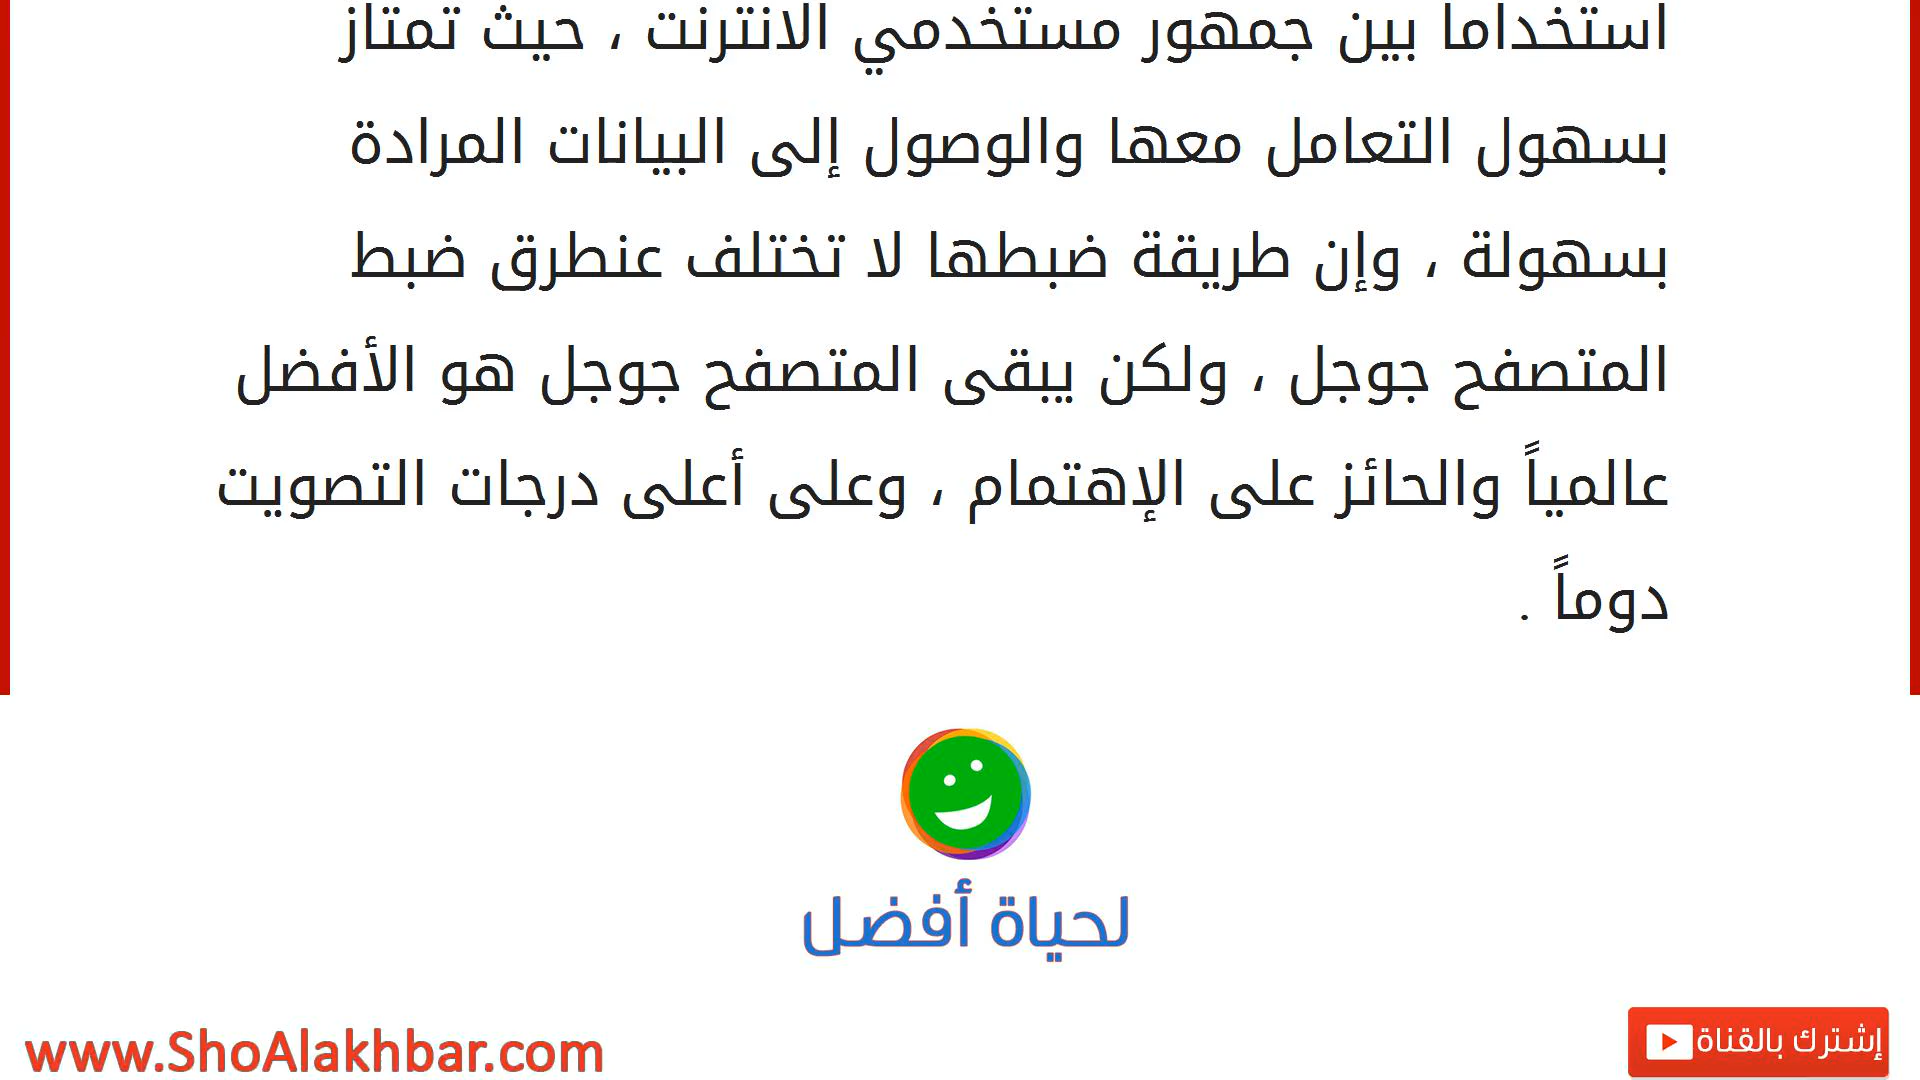 استخداما بين جمهور مستخدمي الانترنت ، حيث تمتاز
بسهول التعامل معها والوصول إلى البيانات المرادة
بسهولة ، وإن طريقة ضبطها لا تختلف عنطرق ضبط
المتصفح جوجل ، ولكن يبقى المتصفح جوجل هو الأفضل
عالمياً والحائز على الإهتمام ، وعلى أعلى درجات التصويت
دوماً .
لحياة أفضل
www.ShoAlakhbar.com
إشترك بالقناة